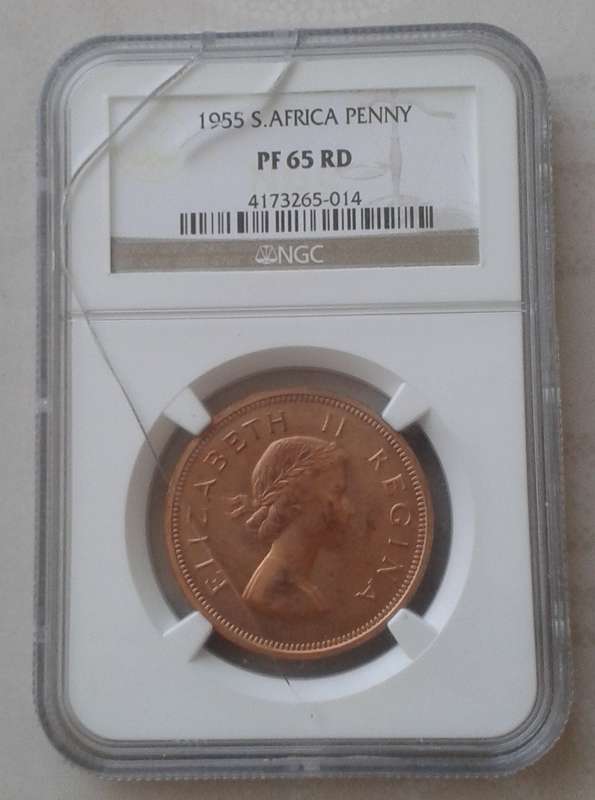 1955 S.AFRICA PENNY
PF 65 RD
4173265-014
NGC
ELIZABETH II REGINA